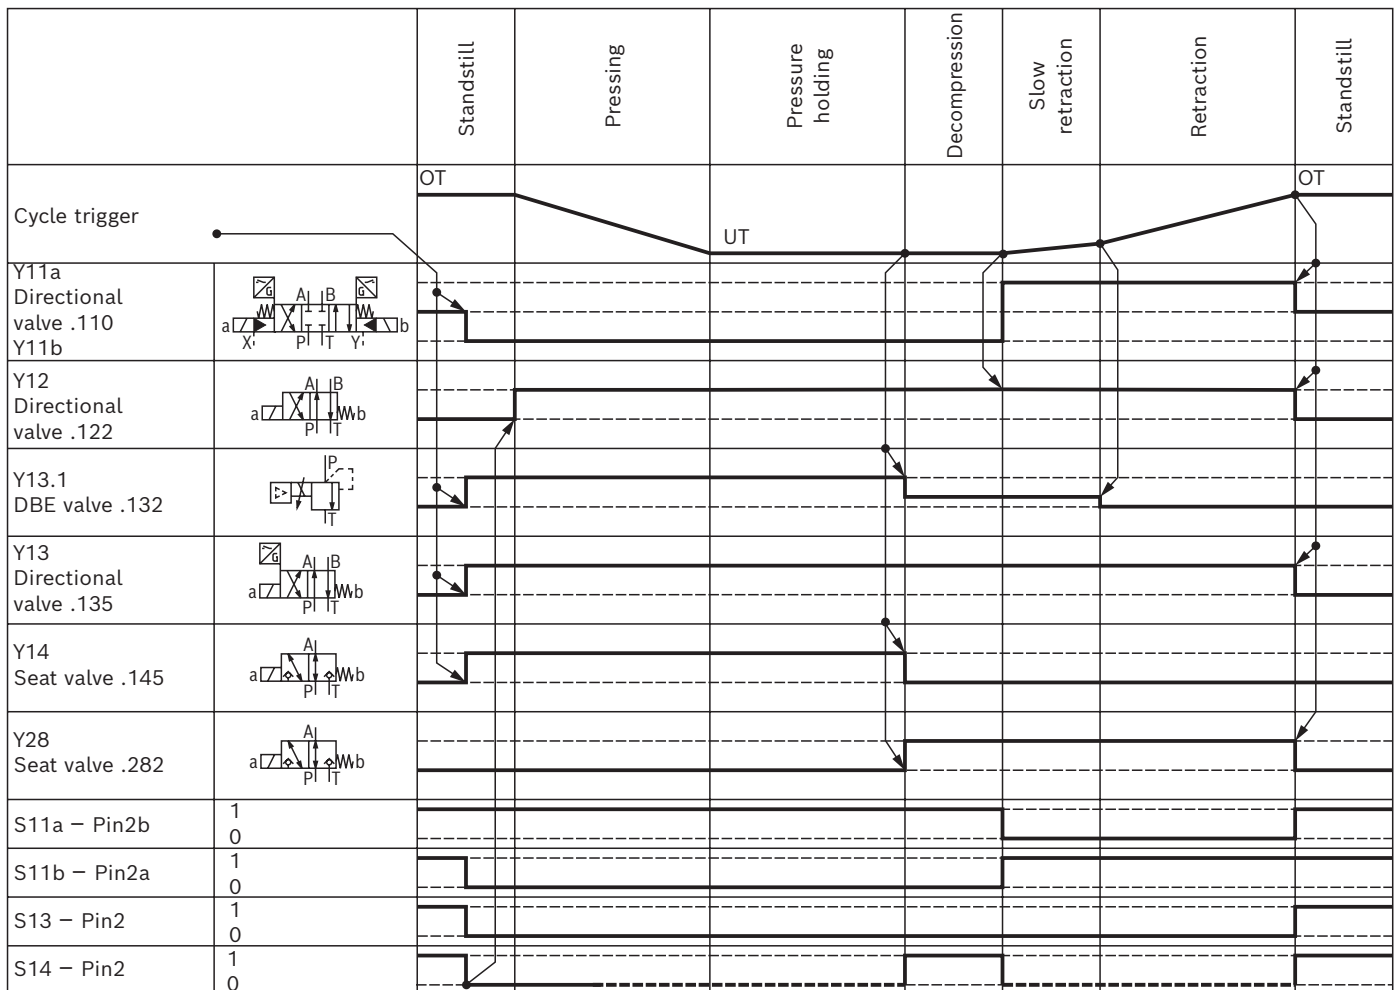 Standstill
Pressing
Pressure
holding
Decompression
Slow
retraction
Retraction
Standstill
Cycle trigger
OT
UT
OT
Y11a
Directional
valve .110
Y11b
G
G
A B
a b
X P T Y
Y12
Directional
valve .122
A B
a b
P T
Y13.1
DBE valve .132
P
T
Y13
Directional
valve .135
G
A B
a b
P T
Y14
Seat valve .145
A
a b
P T
Y28
Seat valve .282
A
a b
P T
S11a – Pin2b
1
0
S11b – Pin2a
1
0
S13 – Pin2
1
0
S14 – Pin2
1
0